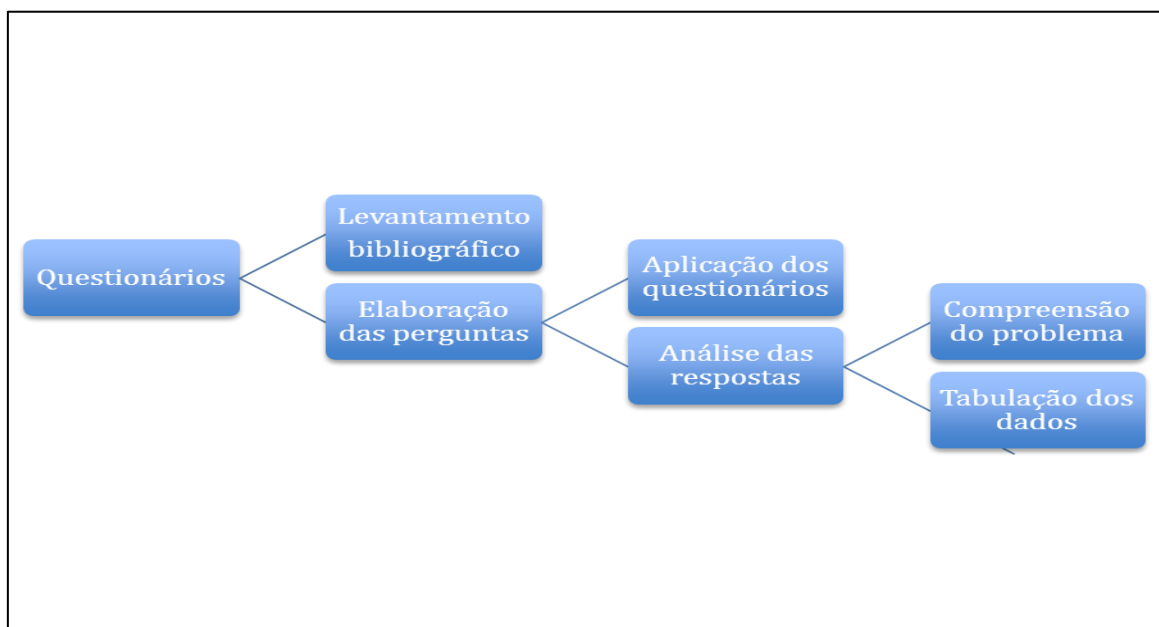 Questionários
Levantamento
bibliográfico
Elaboração
das perguntas
Aplicação dos
questionários
Análise das
respostas
Compreensão
do problema
Tabulação dos
dados